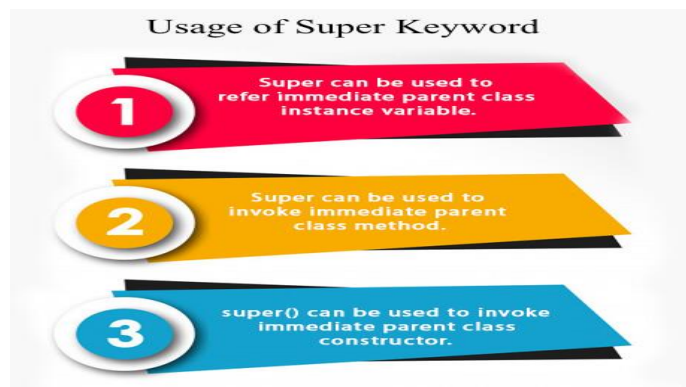 Usage of Super Keyword
1
Super can be used to
refer immediate parent class
instance variable.
2
Super can be used to
invoke immediate parent
class method.
3
super() can be used to invoke
immediate parent class
constructor.